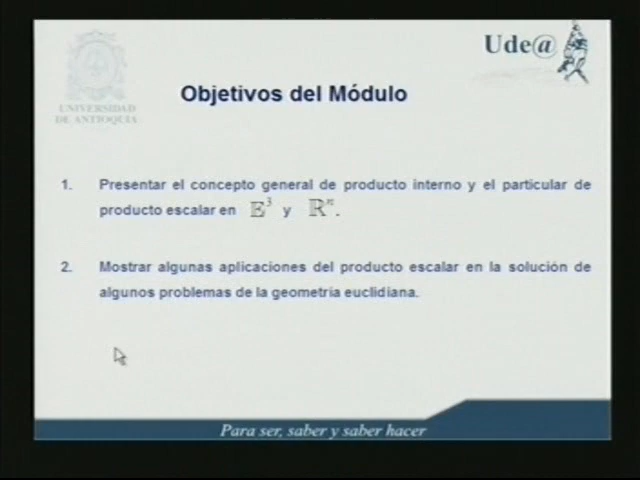 UNIVERSIDAD
DE ANTIOQUIA
Ude@
Objetivos del Módulo
1. Presentar el concepto general de producto interno y el particular de
producto escalar en 𝔼³ y ℝⁿ.
2. Mostrar algunas aplicaciones del producto escalar en la solución de
algunos problemas de la geometría euclidiana.
Para ser, saber y saber hacer